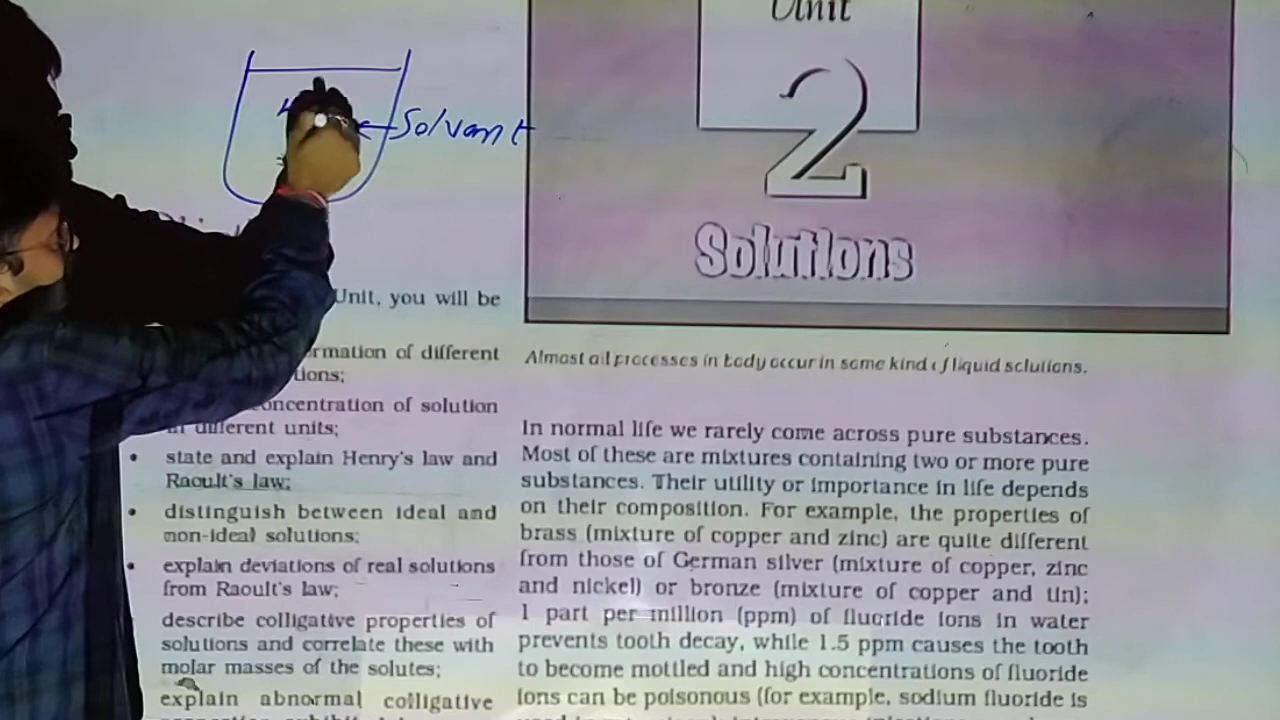 Unit
2
Solutions
Solvant
Unit, you will be
rmation of different
tions;
oncentration of solution
in different units;
• state and explain Henry's law and
Raoult's law;
• distinguish between ideal and
non-ideal solutions;
• explain deviations of real solutions
from Raoult's law;
describe colligative properties of
solutions and correlate these with
molar masses of the solutes;
explain abnormal colligative
Almost all processes in body occur in some kind of liquid solutions.
In normal life we rarely come across pure substances.
Most of these are mixtures containing two or more pure
substances. Their utility or importance in life depends
on their composition. For example, the properties of
brass (mixture of copper and zinc) are quite different
from those of German silver (mixture of copper, zinc
and nickel) or bronze (mixture of copper and tin);
1 part per million (ppm) of fluoride ions in water
prevents tooth decay, while 1.5 ppm causes the tooth
to become mottled and high concentrations of fluoride
ions can be poisonous (for example, sodium fluoride is